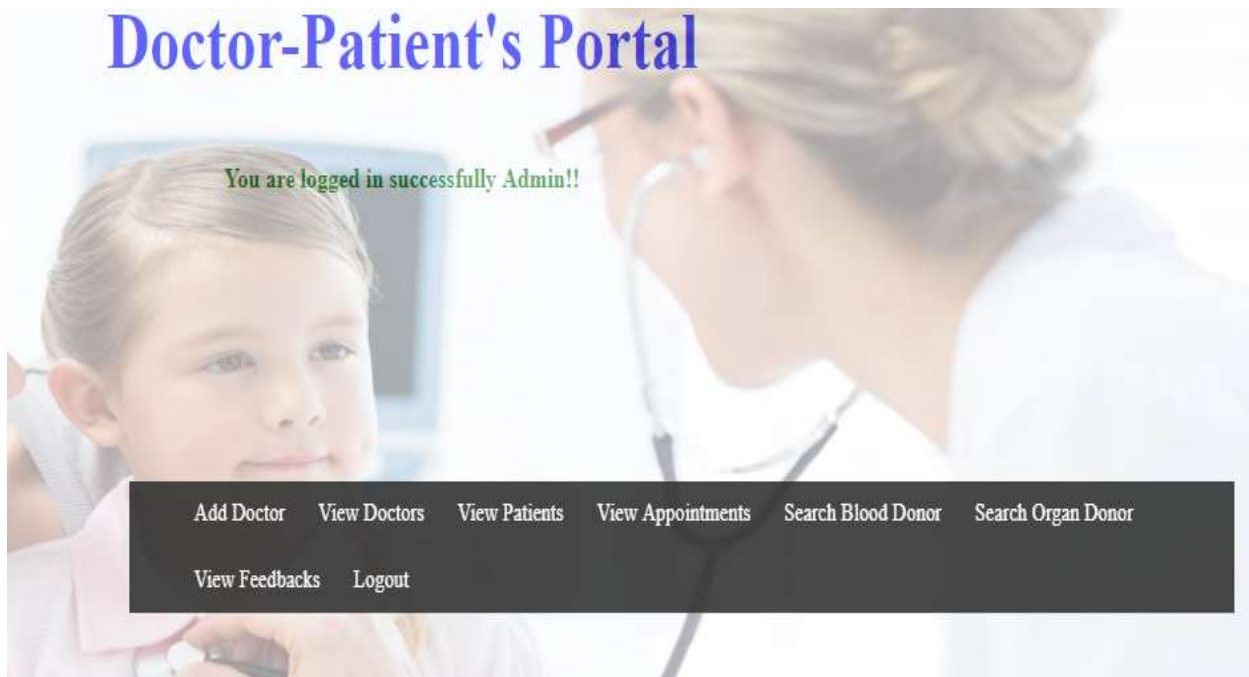 Doctor-Patient's Portal
You are logged in successfully Admin!!
Add Doctor View Doctors View Patients View Appointments Search Blood Donor Search Organ Donor
View Feedbacks Logout